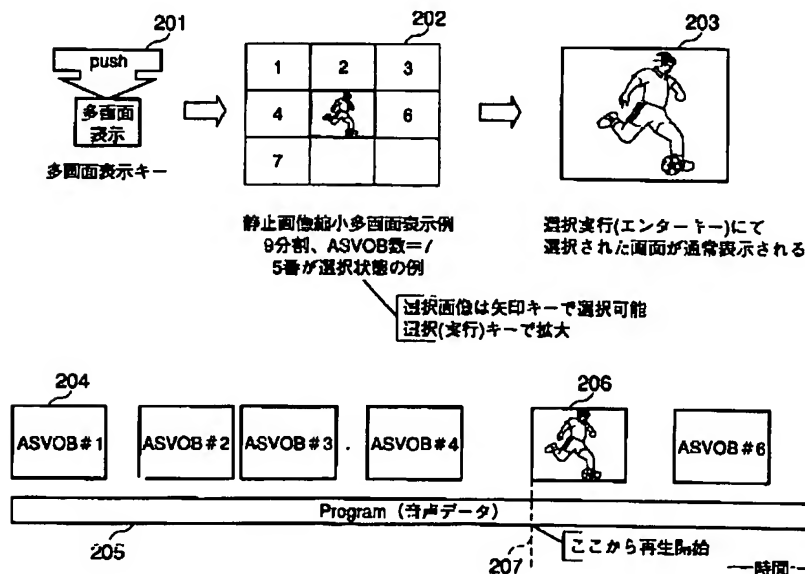 201
push
多画面
表示
多画面表示キー
202
1 2 3
4 6
7
静止画像縮小多画面表示例
9分割、ASVOB数=7
5番が選択状態の例
選択画像は矢印キーで選択可能
選択(実行)キーで拡大
203
選択実行(エンターキー)にて
選択された画面が通常表示される
204
206
ASVOB#1 ASVOB#2 ASVOB#3 ASVOB#4 ASVOB#6
Program (音声データ)
205
207
ここから再生開始
時間